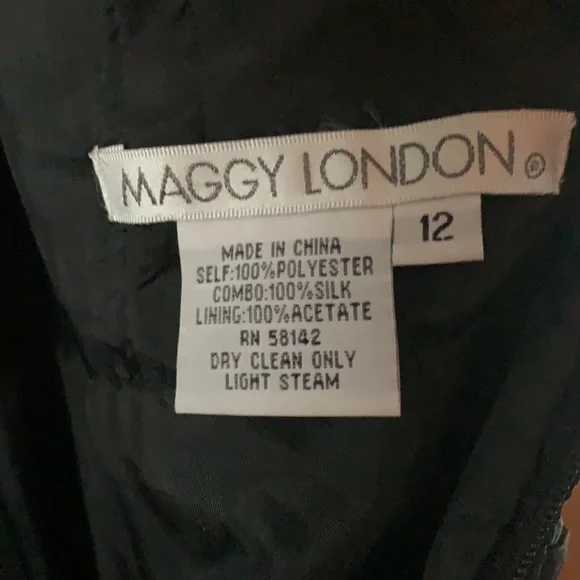 MAGGY LONDON ®
12
MADE IN CHINA
SELF:100%POLYESTER
COMBO:100%SILK
LINING:100%ACETATE
RN 58142
DRY CLEAN ONLY
LIGHT STEAM